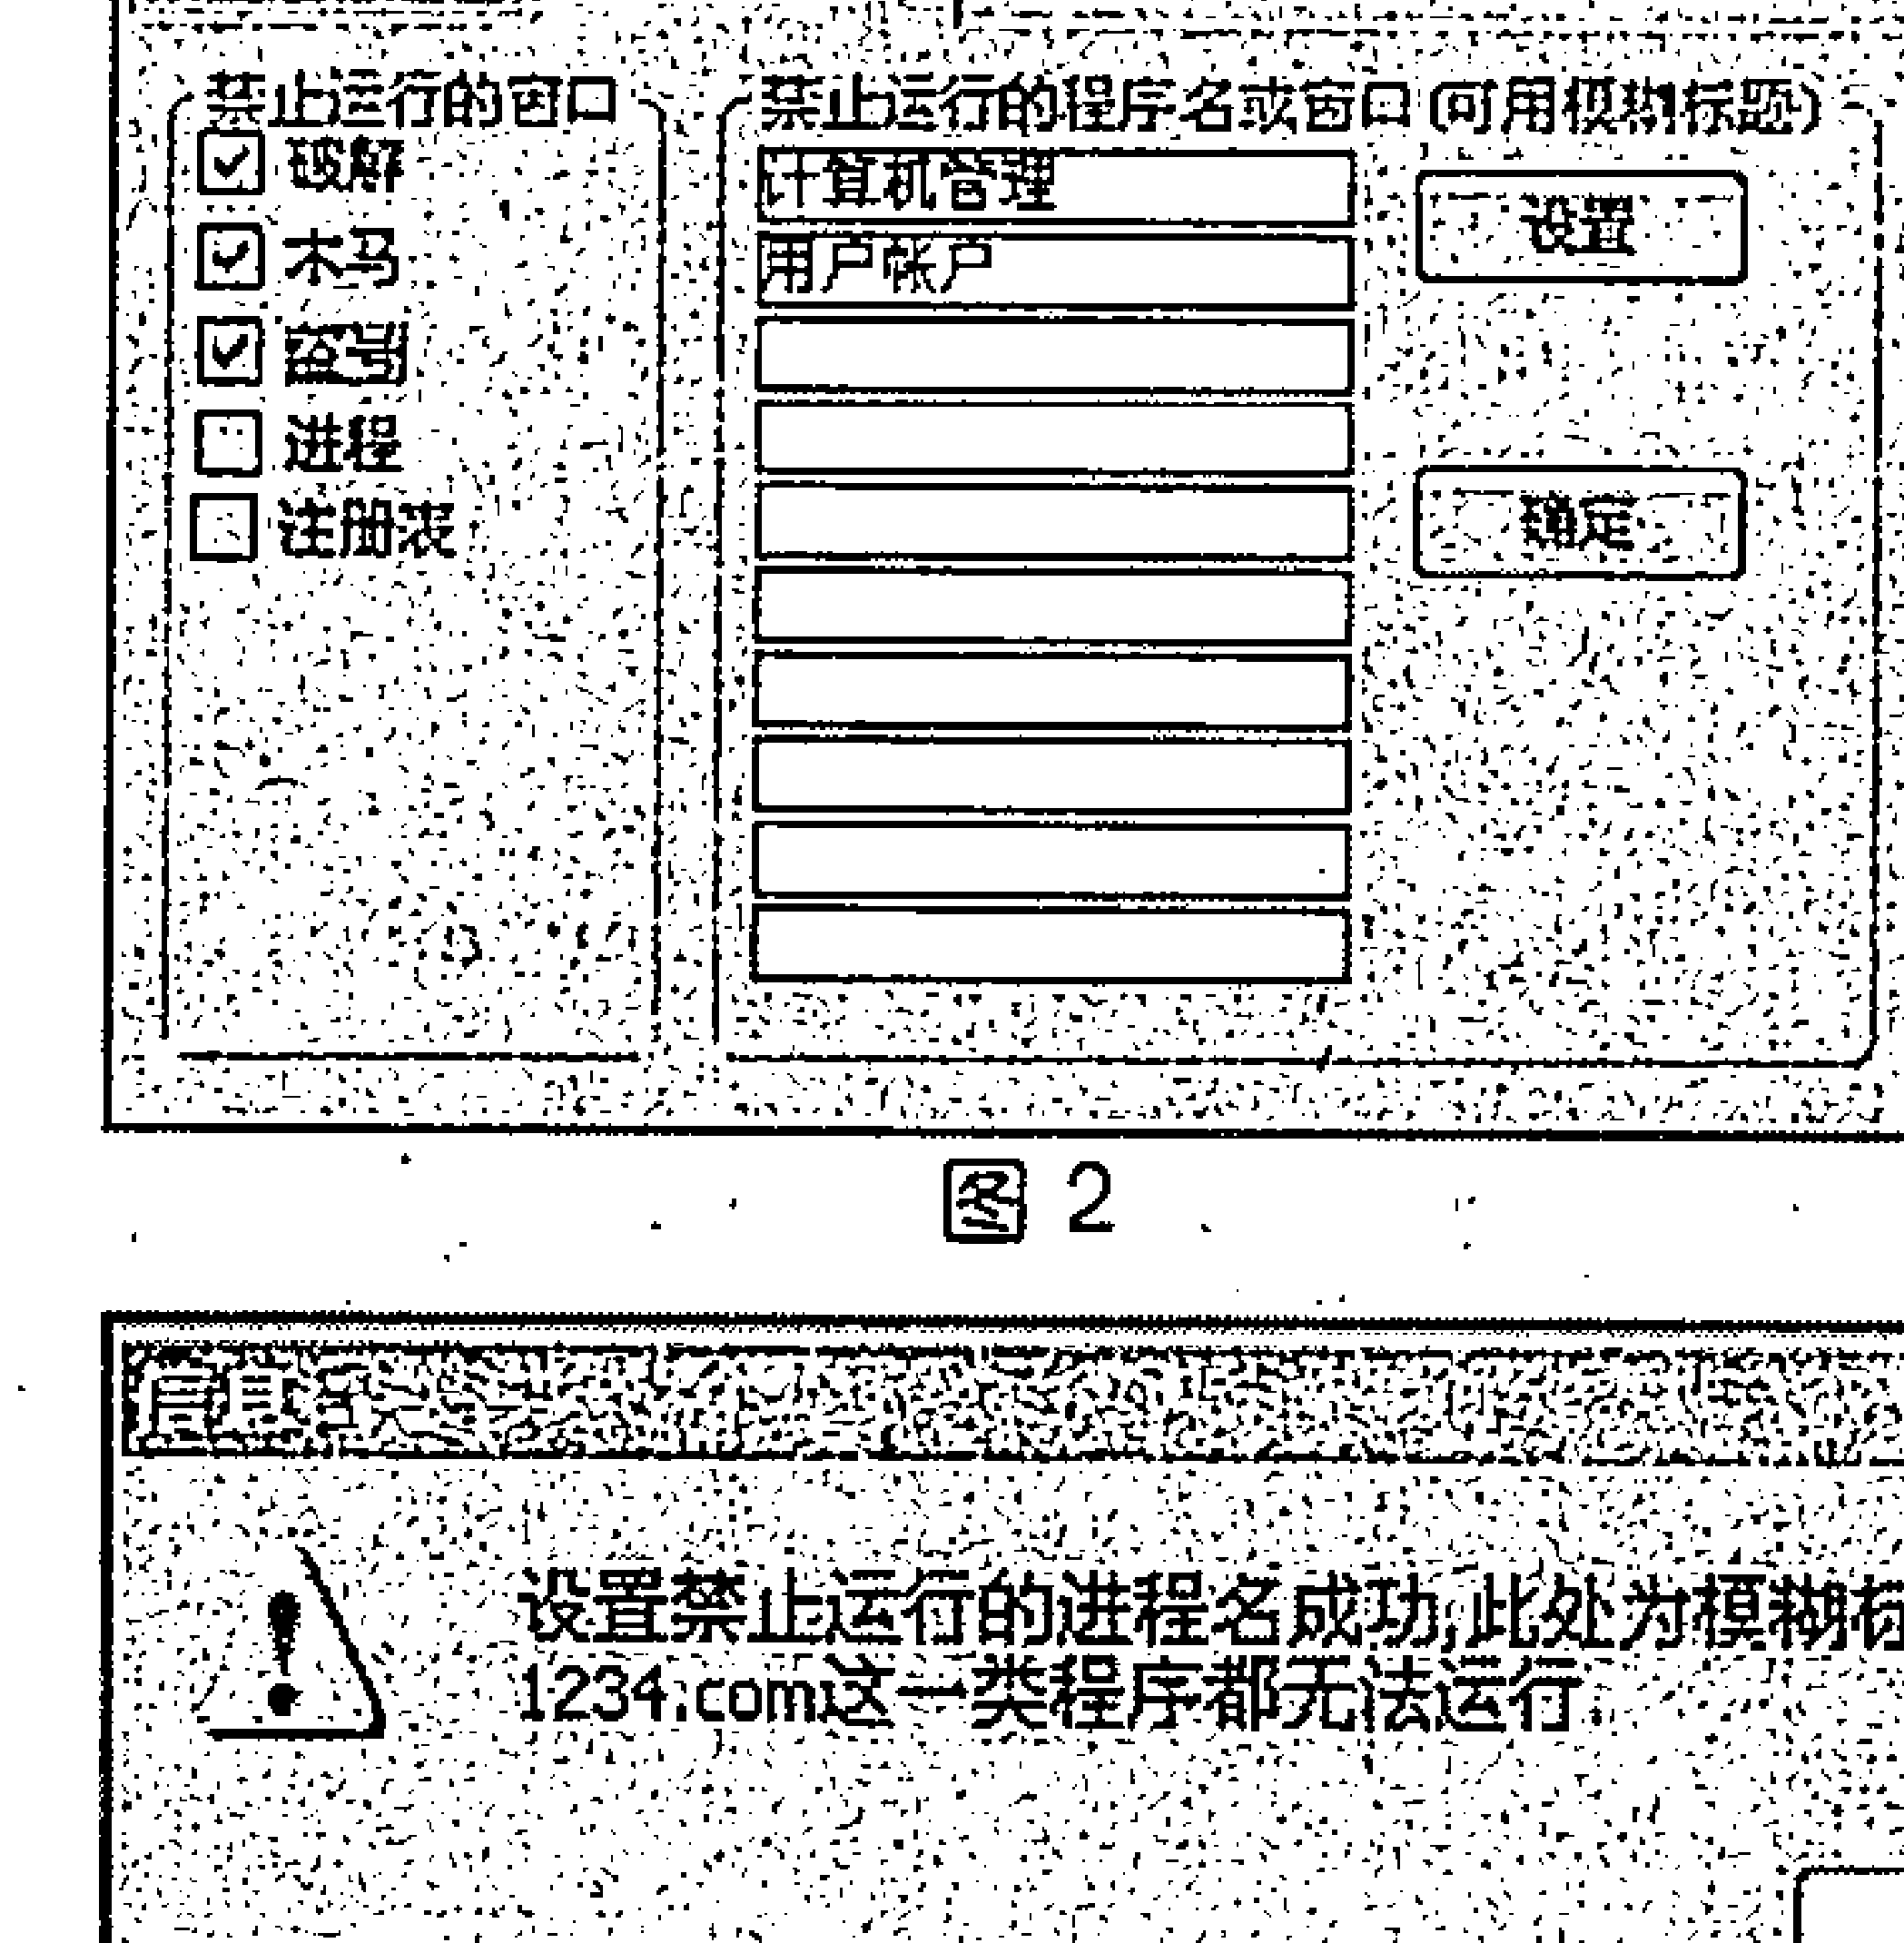 禁止运行的窗口
破解
木马
盗号
进程
注册表
禁止运行的程序名或窗口(可用模糊标题)
计算机管理
用户帐户
设置
确定
图 2
信息
设置禁止运行的进程名成功,此处为模糊标
1234.com这一类程序都无法运行